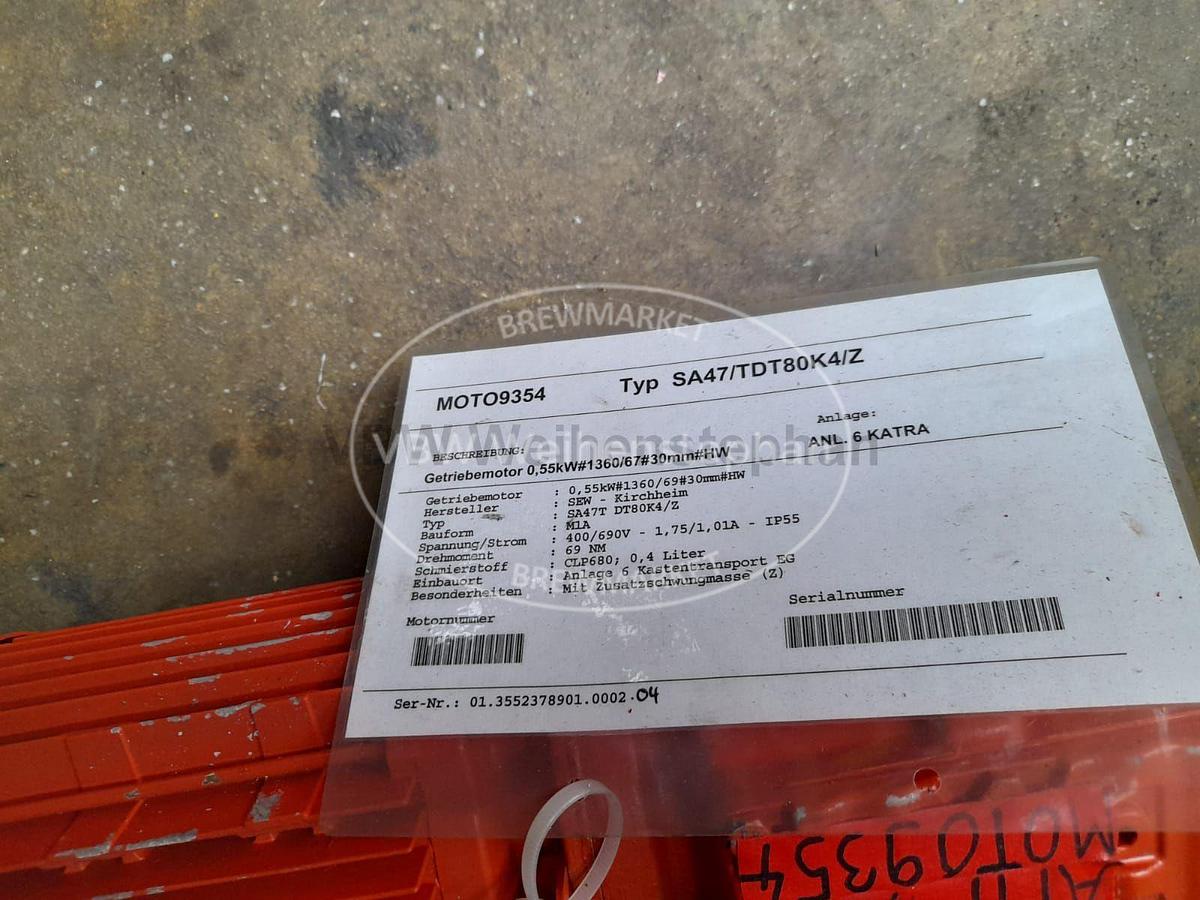 BREWMARKET
MOTO9354 Typ SA47/TDT80K4/Z
BESCHREIBUNG: Anlage:
Getriebemotor 0,55kW#1360/67#30mm#HW ANL. 6 KATRA
Getriebemotor : 0,55kW#1360/69#30mm#HW
Hersteller : SEW - Kirchheim
Typ : SA47T DT80K4/Z
Bauform : M1A
Spannung/Strom : 400/690V - 1,75/1,01A - IP55
Drehmoment : 69 NM
Schmierstoff : CLP680; 0,4 Liter
Einbauort : Anlage 6 Kastentransport EG
Besonderheiten : Mit Zusatzschwungmasse (Z)
BREWMARKET
Motornummer Serialnummer
Ser-Nr.: 01.3552378901.0002.04
MOTO9354